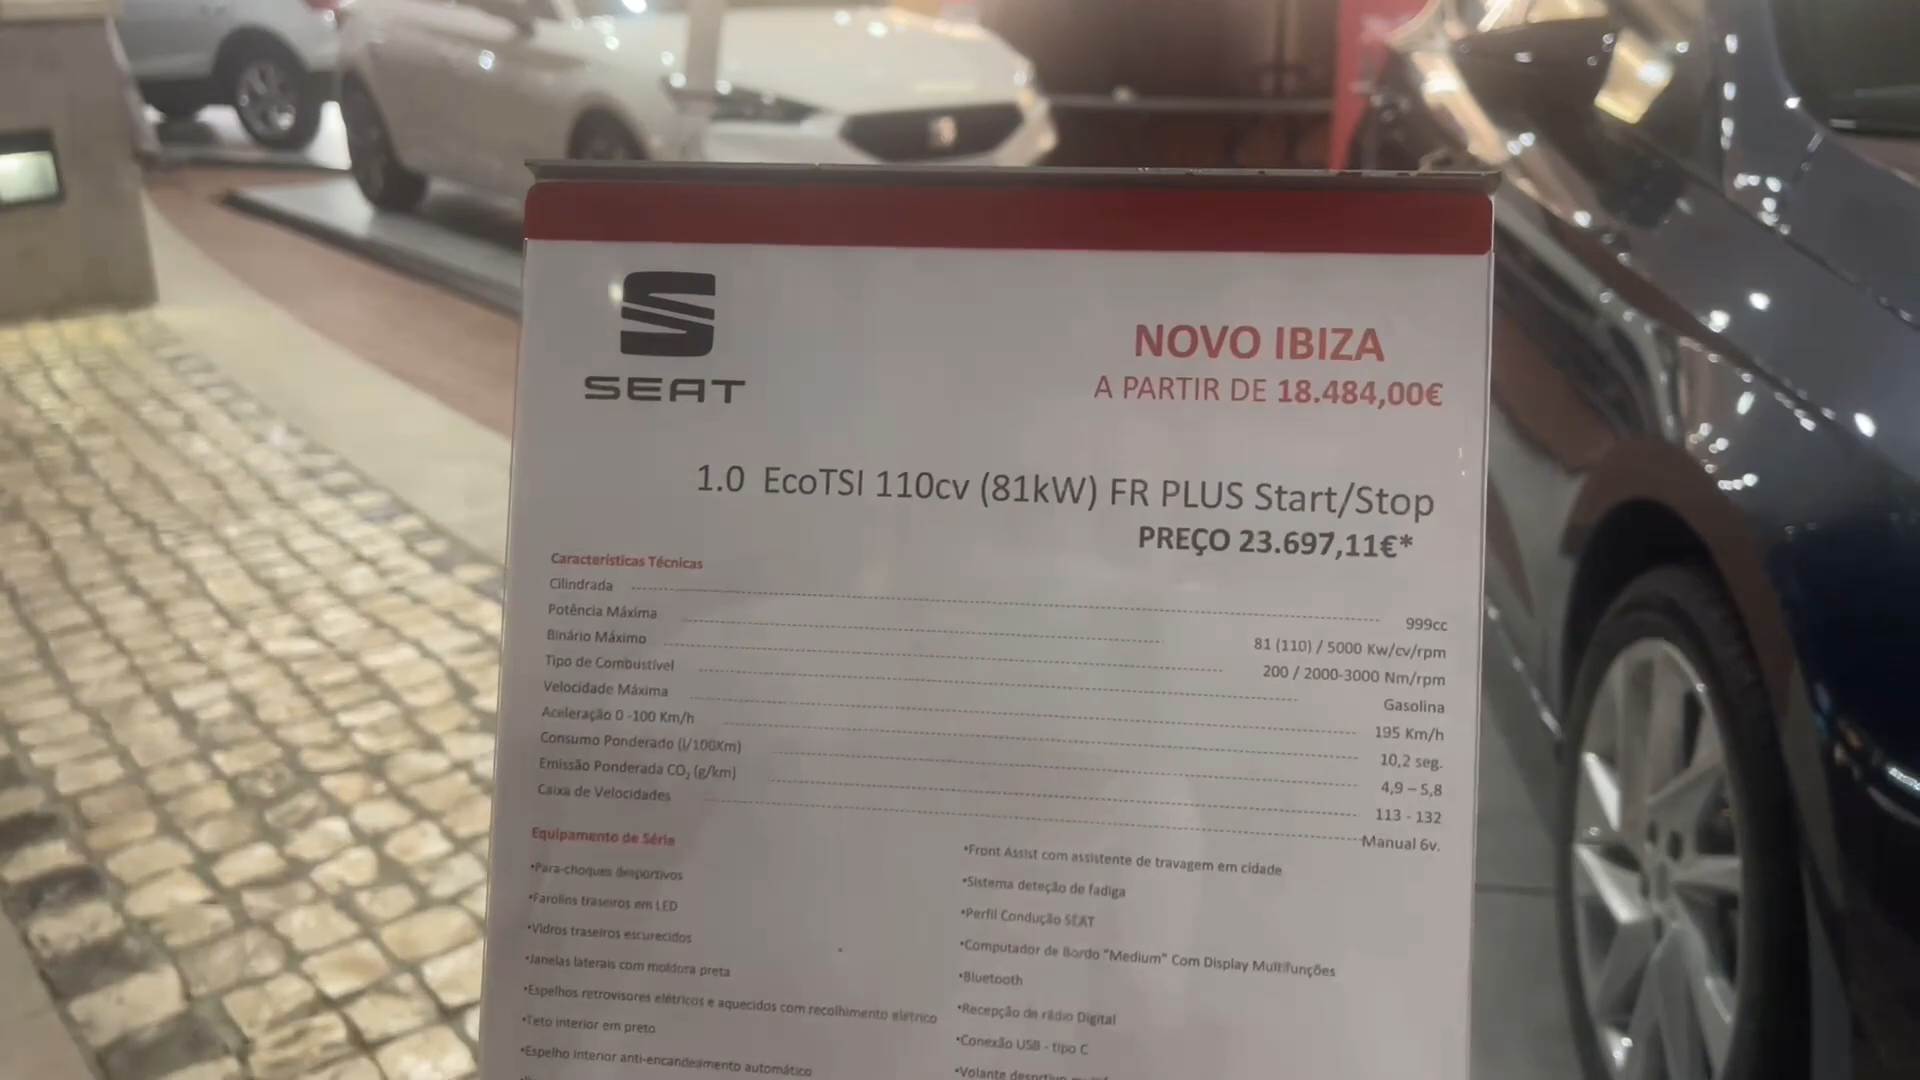 SEAT
NOVO IBIZA
A PARTIR DE 18.484,00€
1.0 EcoTSI 110cv (81kW) FR PLUS Start/Stop
PREÇO 23.697,11€*
Características Técnicas
Cilindrada 999cc
Potência Máxima 81 (110) / 5000 Kw/cv/rpm
Binário Máximo 200 / 2000-3000 Nm/rpm
Tipo de Combustível Gasolina
Velocidade Máxima 195 Km/h
Aceleração 0 -100 Km/h 10,2 seg.
Consumo Ponderado (l/100Km) 4,9 – 5,8
Emissão Ponderada CO₂ (g/km) 113 - 132
Caixa de Velocidades Manual 6v.
Equipamento de Série
•Para-choques desportivos
•Farolins traseiros em LED
•Vidros traseiros escurecidos
•Janelas laterais com moldura preta
•Espelhos retrovisores elétricos e aquecidos com recolhimento elétrico
•Teto interior em preto
•Espelho interior anti-encandeamento automático
•Front Assist com assistente de travagem em cidade
•Sistema deteção de fadiga
•Perfil Condução SEAT
•Computador de Bordo "Medium" Com Display Multifunções
•Bluetooth
•Recepção de rádio Digital
•Conexão USB - tipo C
•Volante desportivo